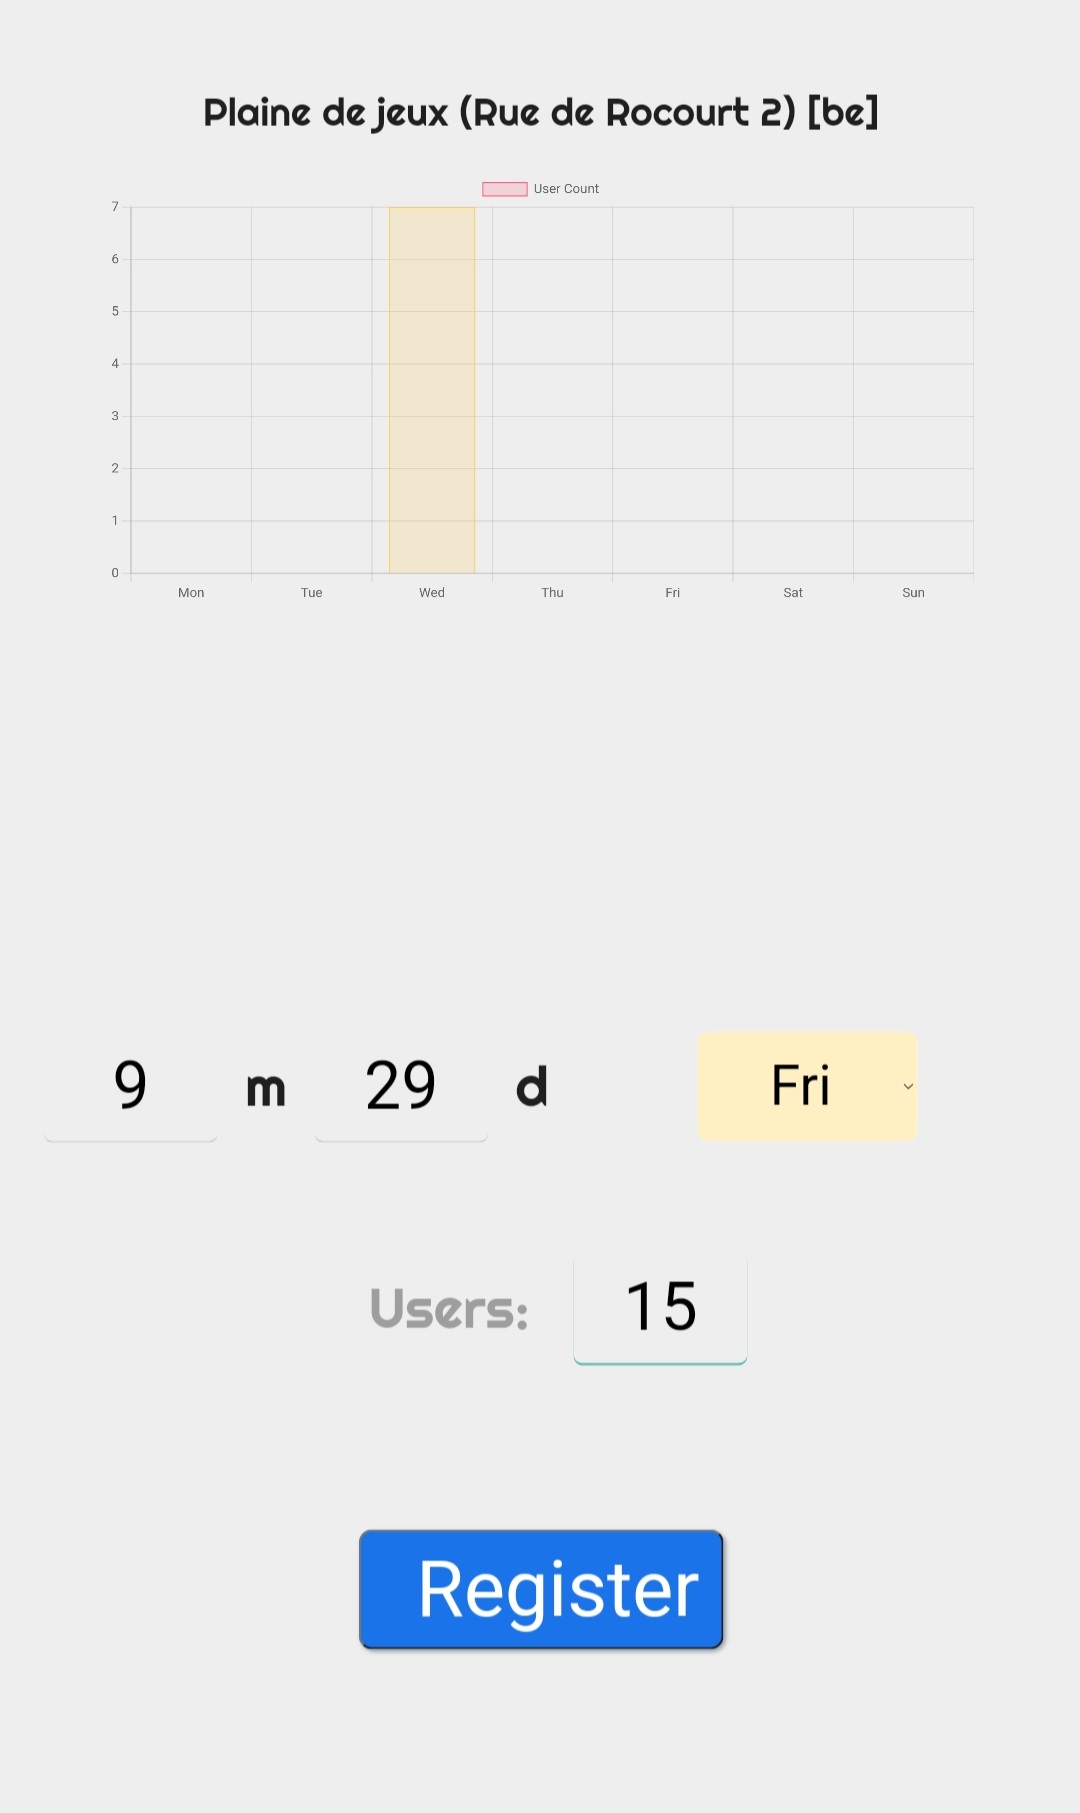 Plaine de jeux (Rue de Rocourt 2) [be]
User Count
7
6
5
4
3
2
1
0
Mon Tue Wed Thu Fri Sat Sun
9 m 29 d Fri
Users: 15
Register